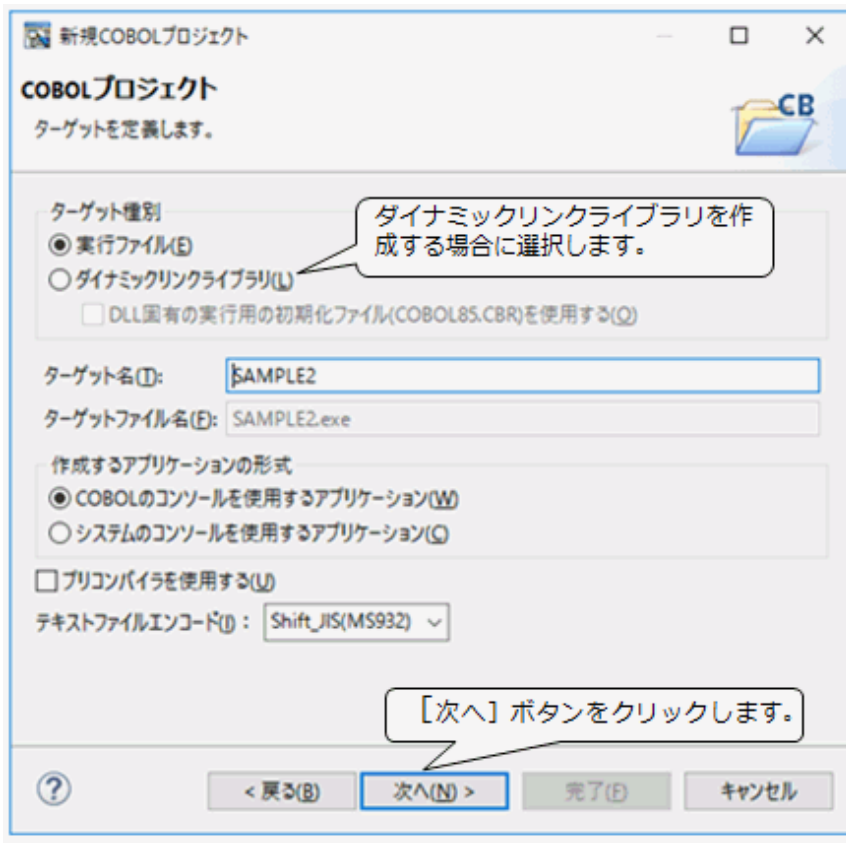 新規COBOLプロジェクト
COBOLプロジェクト
ターゲットを定義します。
CB
ターゲット種別
実行ファイル(E)
ダイナミックリンクライブラリ(L)
ダイナミックリンクライブラリを作
成する場合に選択します。
DLL固有の実行用の初期化ファイル(COBOL85.CBR)を使用する(O)
ターゲット名(T): SAMPLE2
ターゲットファイル名(F): SAMPLE2.exe
作成するアプリケーションの形式
COBOLのコンソールを使用するアプリケーション(W)
システムのコンソールを使用するアプリケーション(C)
プリコンパイラを使用する(U)
テキストファイルエンコード(I)： Shift_JIS(MS932)
［次へ］ボタンをクリックします。
? < 戻る(B) 次へ(N) > 完了(F) キャンセル